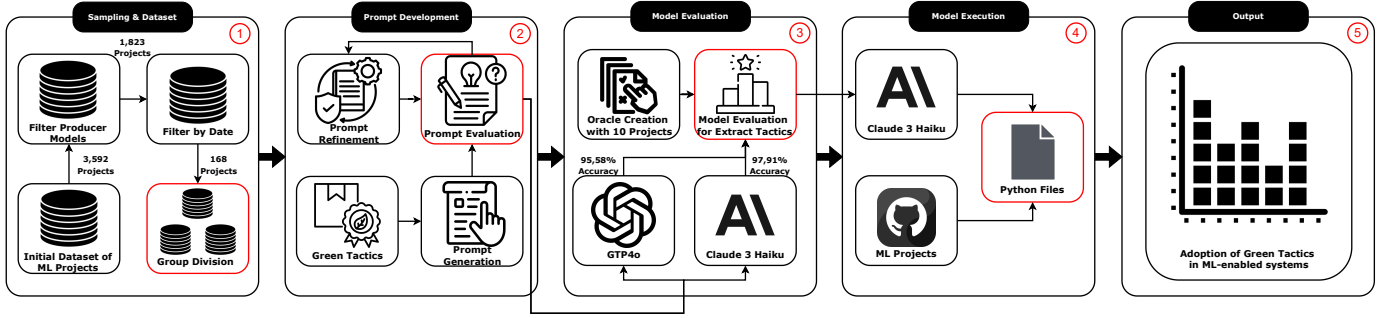 Sampling & Dataset
1
1,823
Projects
Filter Producer
Models
Filter by Date
3,592
Projects
168
Projects
Initial Dataset of
ML Projects
Group Division
Prompt Development
2
Prompt
Refinement
Prompt Evaluation
Green Tactics
Prompt
Generation
Model Evaluation
3
Oracle Creation
with 10 Projects
Model Evaluation
for Extract Tactics
95,58%
Accuracy
97,91%
Accuracy
GTP4o
Claude 3 Haiku
Model Execution
4
Claude 3 Haiku
Python Files
ML Projects
Output
5
Adoption of Green Tactics
in ML-enabled systems